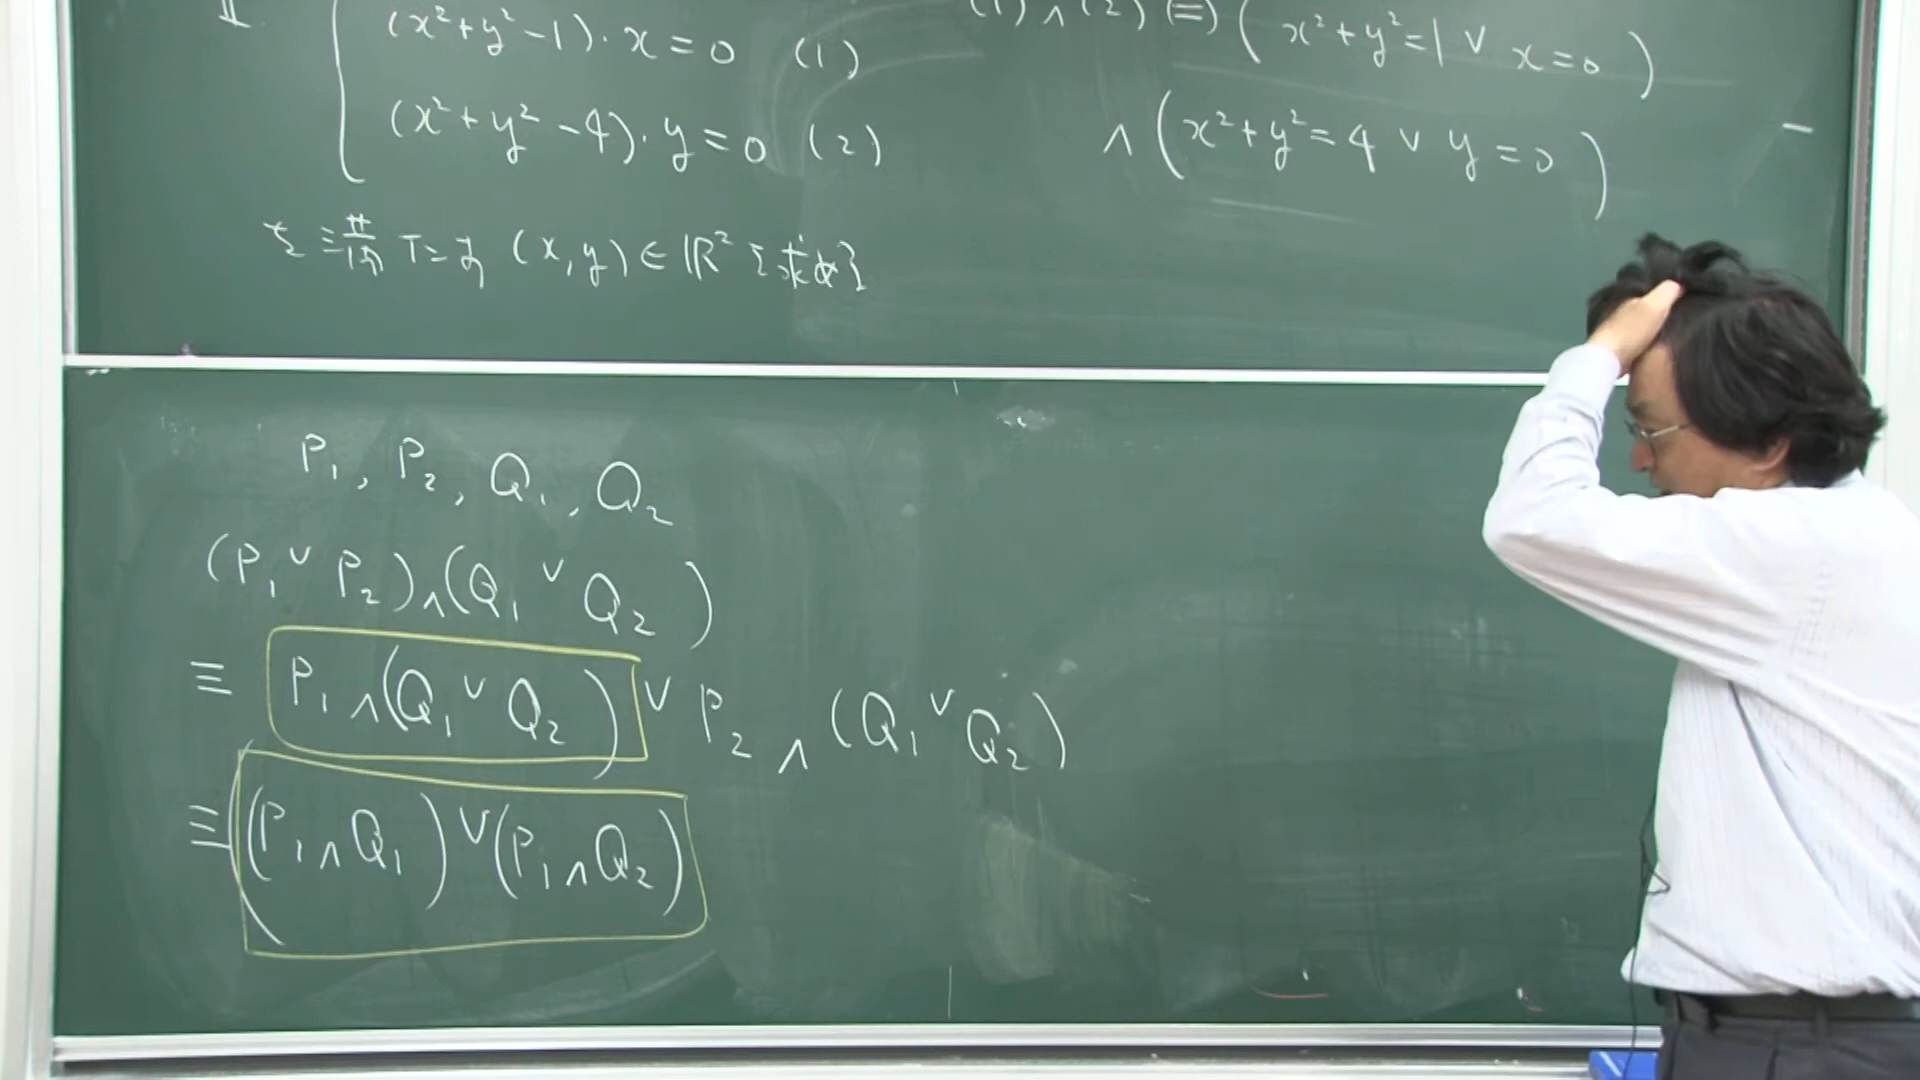 II. (x²+y²-1)·x=0 (1)
(x²+y²-4)·y=0 (2)
を満たす (x,y)∈ℝ² を求めよ
(1)∧(2)⇔(x²+y²=1∨x=0)
∧(x²+y²=4∨y=0)
P₁, P₂, Q₁, Q₂
(P₁∨P₂)∧(Q₁∨Q₂)
≡ P₁∧(Q₁∨Q₂)∨P₂∧(Q₁∨Q₂)
≡((P₁∧Q₁)∨(P₁∧Q₂)